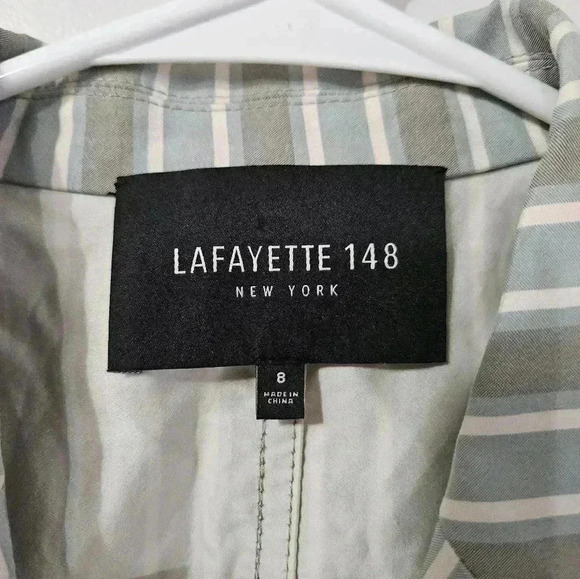 LAFAYETTE 148
NEW YORK
8
MADE IN
CHINA